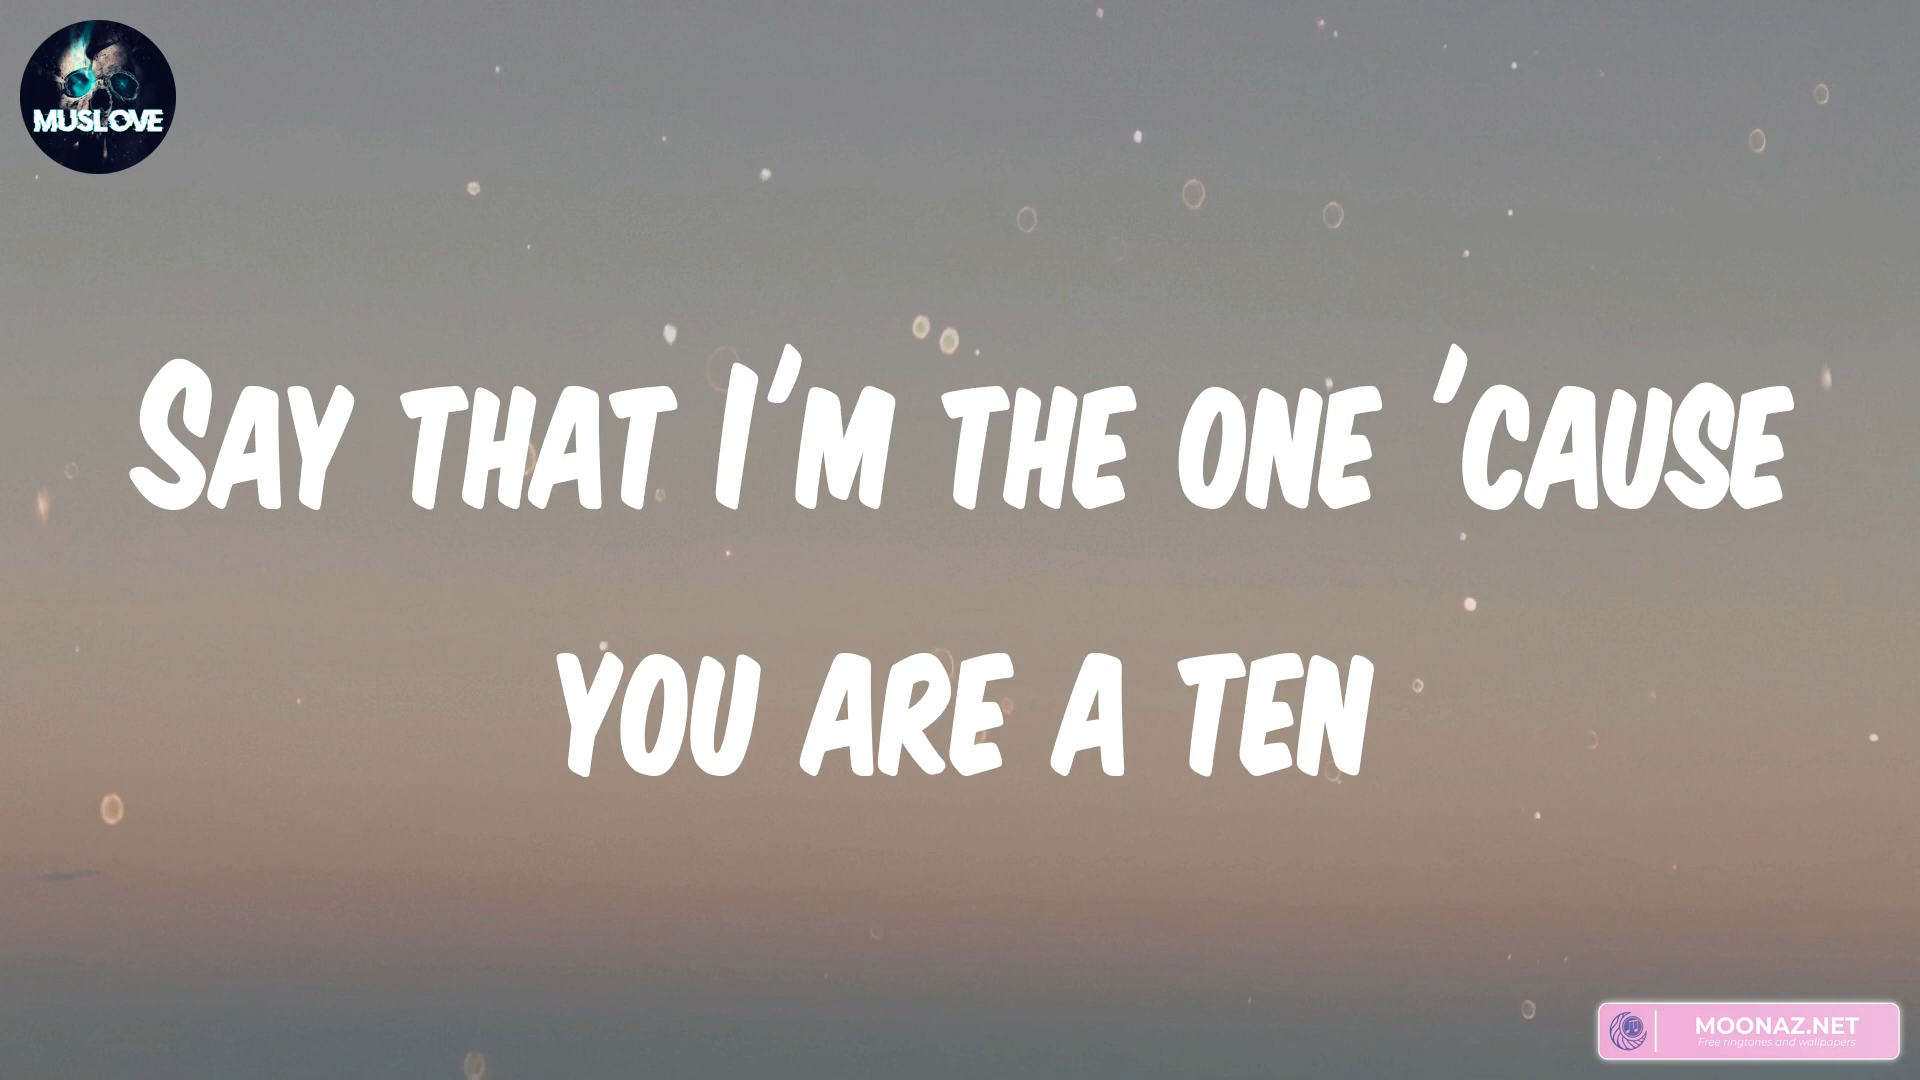 MUSLOVE
Say that I'm the one 'cause
you are a ten
MOONAZ.NET
Free ringtones and wallpapers